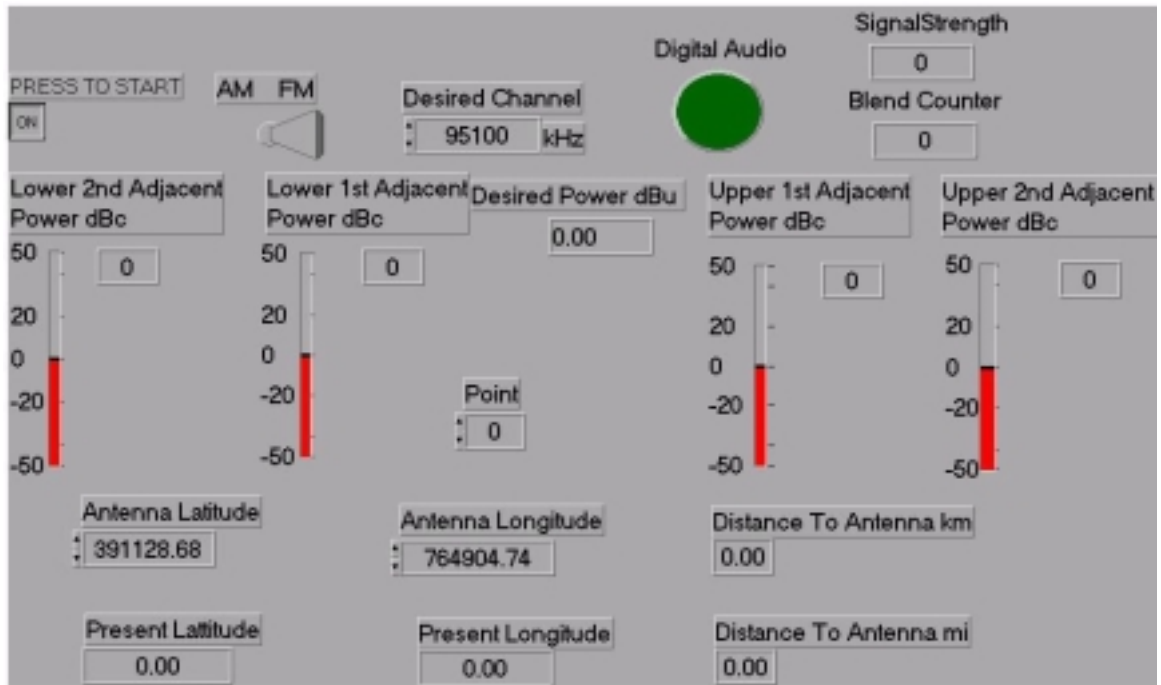 SignalStrength
Digital Audio
0
PRESS TO START
AM FM
Desired Channel
Blend Counter
ON
95100 kHz
0
Lower 2nd Adjacent
Power dBc
Lower 1st Adjacent
Power dBc
Desired Power dBu
Upper 1st Adjacent
Power dBc
Upper 2nd Adjacent
Power dBc
0.00
50
20
0
-20
-50
0
50
20
0
-20
-50
0
Point
0
50
20
0
-20
-50
0
50
20
0
-20
-50
0
Antenna Latitude
391128.68
Antenna Longitude
764904.74
Distance To Antenna km
0.00
Present Lattitude
0.00
Present Longitude
0.00
Distance To Antenna mi
0.00